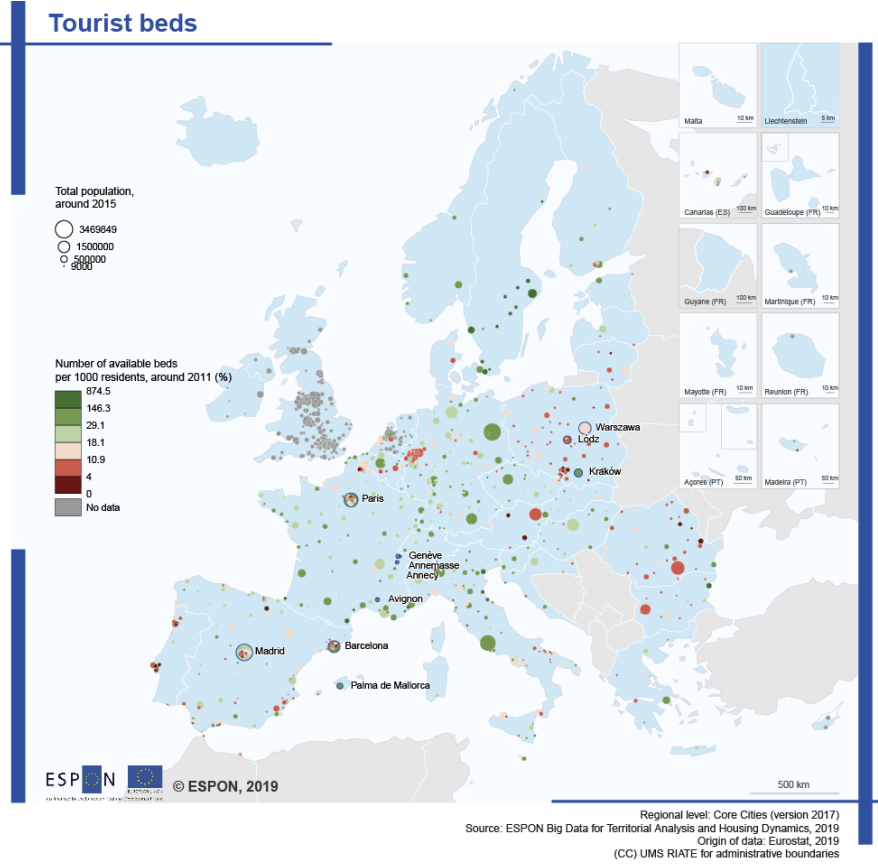 Tourist beds
Total population,
around 2015
3469849
1500000
500000
9000
Number of available beds
per 1000 residents, around 2011 (%)
874.5
146.3
29.1
18.1
10.9
4
0
No data
Malta
10 km
Liechtenstein
5 km
Canarias (ES)
100 km
Guadeloupe (FR)
10 km
Guyane (FR)
100 km
Martinique (FR)
10 km
Mayotte (FR)
10 km
Reunion (FR)
10 km
Açores (PT)
50 km
Madeira (PT)
50 km
Warszawa
Lódz
Kraków
Paris
Genève
Annemasse
Annecy
Avignon
Madrid
Barcelona
Palma de Mallorca
ESPON
© ESPON, 2019
500 km
Regional level: Core Cities (version 2017)
Source: ESPON Big Data for Territorial Analysis and Housing Dynamics, 2019
Origin of data: Eurostat, 2019
(CC) UMS RIATE for administrative boundaries